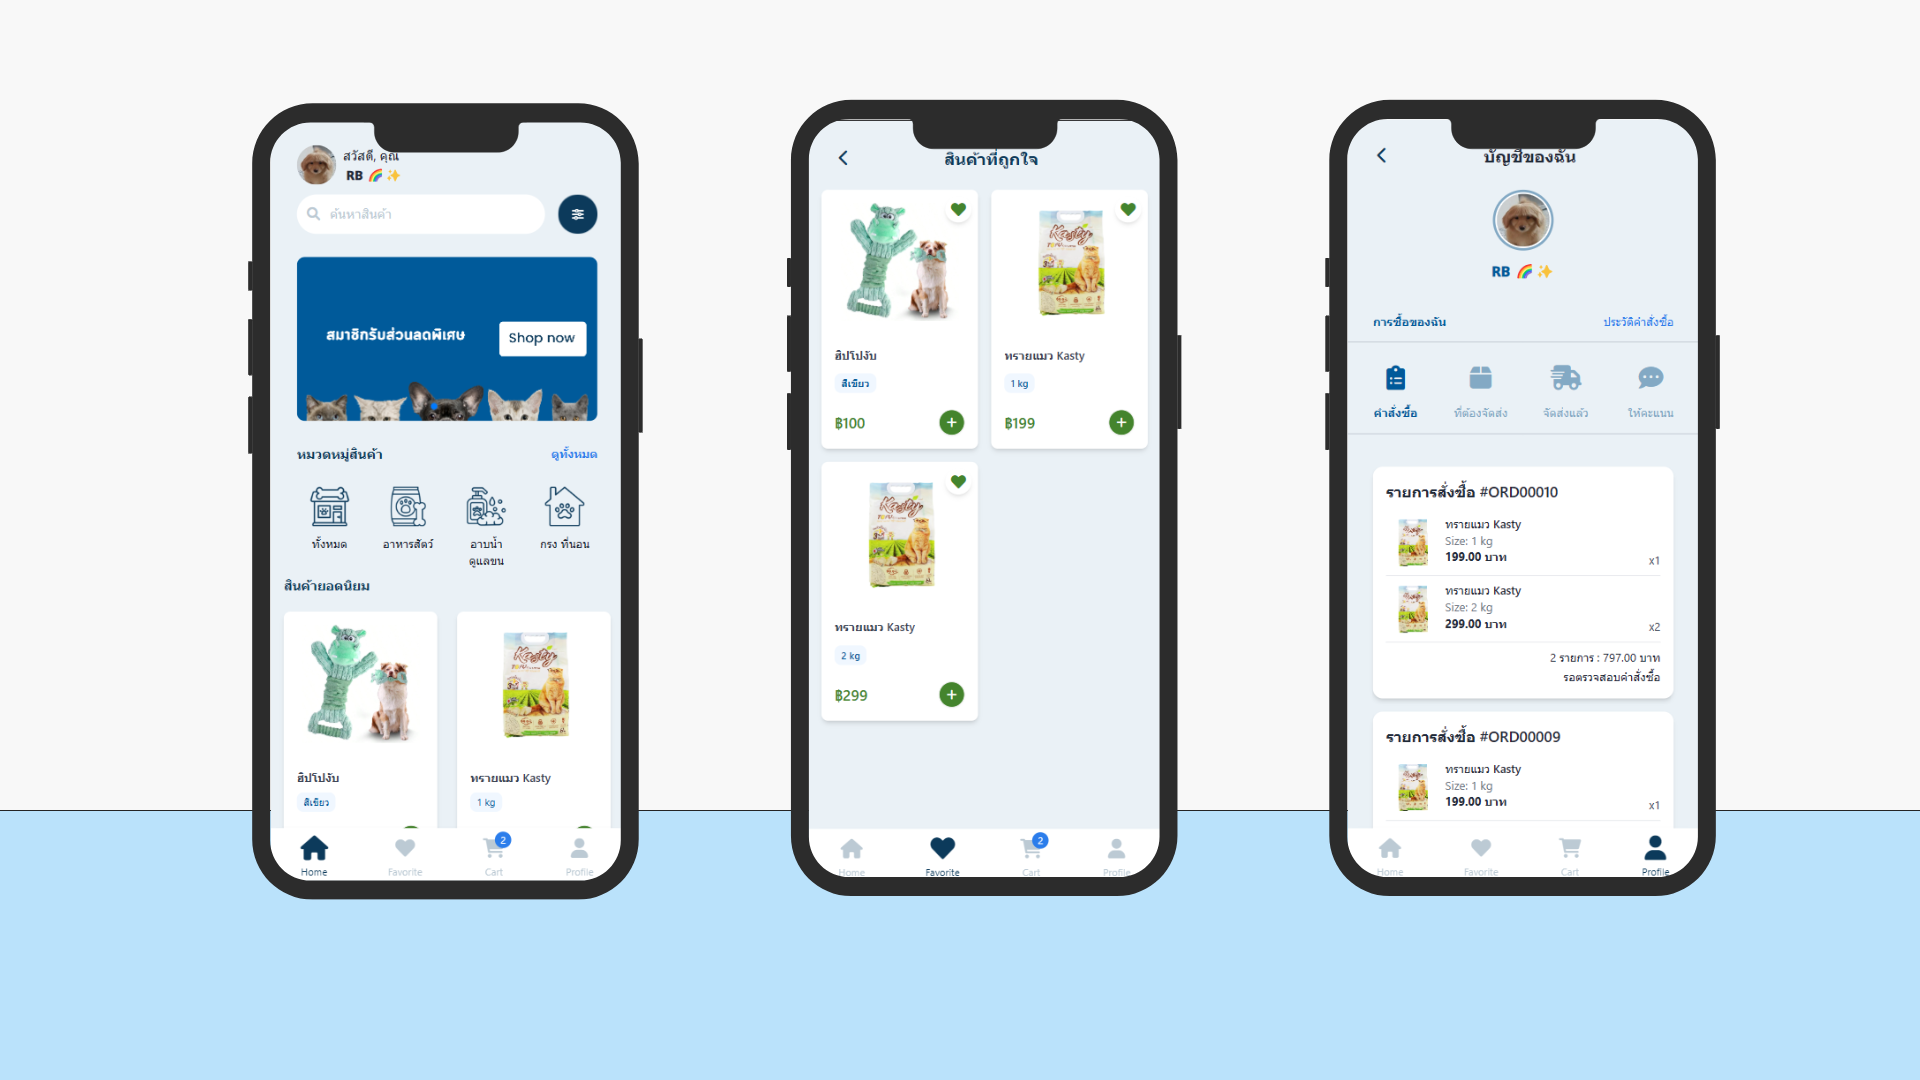 สวัสดี, คุณ
RB 🌈 ✨
ค้นหาสินค้า
สมาชิกรับส่วนลดพิเศษ
Shop now
หมวดหมู่สินค้า
ดูทั้งหมด
ทั้งหมด
อาหารสัตว์
อาบน้ำ
ดูแลขน
กรง ที่นอน
สินค้ายอดนิยม
Kasty
ฮิปโปงับ
สีเขียว
ทรายแมว Kasty
1 kg
2
Home
Favorite
Cart
Profile
สินค้าที่ถูกใจ
Kasty
ฮิปโปงับ
สีเขียว
฿100
ทรายแมว Kasty
1 kg
฿199
Kasty
ทรายแมว Kasty
2 kg
฿299
2
Home
Favorite
Cart
Profile
บัญชีของฉัน
RB 🌈 ✨
การซื้อของฉัน
ประวัติคำสั่งซื้อ
คำสั่งซื้อ
ที่ต้องจัดส่ง
จัดส่งแล้ว
ให้คะแนน
รายการสั่งซื้อ #ORD00010
ทรายแมว Kasty
Size: 1 kg
199.00 บาท
x1
ทรายแมว Kasty
Size: 2 kg
299.00 บาท
x2
2 รายการ : 797.00 บาท
รอตรวจสอบคำสั่งซื้อ
รายการสั่งซื้อ #ORD00009
ทรายแมว Kasty
Size: 1 kg
199.00 บาท
x1
Home
Favorite
Cart
Profile